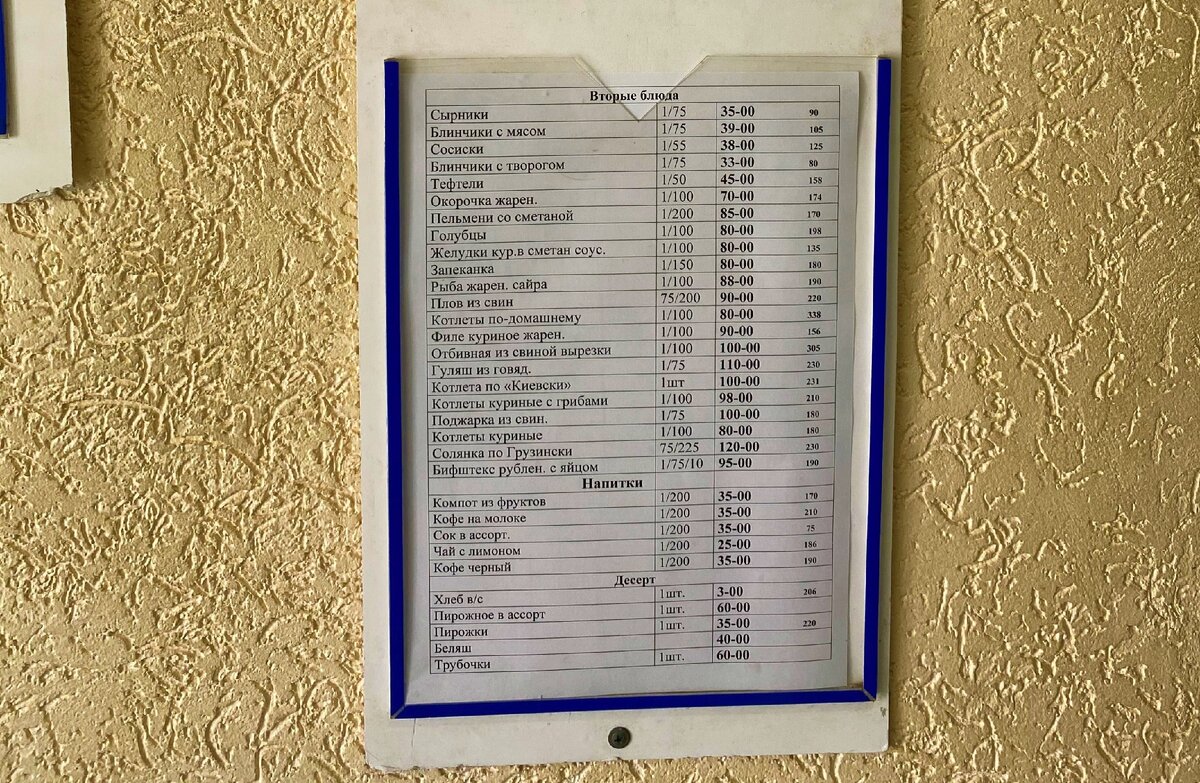 Вторые блюда
Сырники 1/75 35-00 90
Блинчики с мясом 1/75 39-00 105
Сосиски 1/55 38-00 125
Блинчики с творогом 1/75 33-00 80
Тефтели 1/50 45-00 158
Окорочка жарен. 1/100 70-00 174
Пельмени со сметаной 1/200 85-00 170
Голубцы 1/100 80-00 198
Желудки кур.в сметан соус. 1/100 80-00 135
Запеканка 1/150 80-00 180
Рыба жарен. сайра 1/100 88-00 190
Плов из свин 75/200 90-00 220
Котлеты по-домашнему 1/100 80-00 338
Филе куриное жарен. 1/100 90-00 156
Отбивная из свиной вырезки 1/100 100-00 305
Гуляш из говяд. 1/75 110-00 230
Котлета по «Киевски» 1шт 100-00 231
Котлеты куриные с грибами 1/100 98-00 210
Поджарка из свин. 1/75 100-00 180
Котлеты куриные 1/100 80-00 180
Солянка по Грузински 75/225 120-00 230
Бифштекс рублен. с яйцом 1/75/10 95-00 190
Напитки
Компот из фруктов 1/200 35-00 170
Кофе на молоке 1/200 35-00 210
Сок в ассорт. 1/200 35-00 75
Чай с лимоном 1/200 25-00 186
Кофе черный 1/200 35-00 190
Десерт
Хлеб в/с 1шт. 3-00 206
Пирожное в ассорт 1шт. 60-00
Пирожки 1шт. 35-00 220
Беляш 40-00
Трубочки 1шт. 60-00